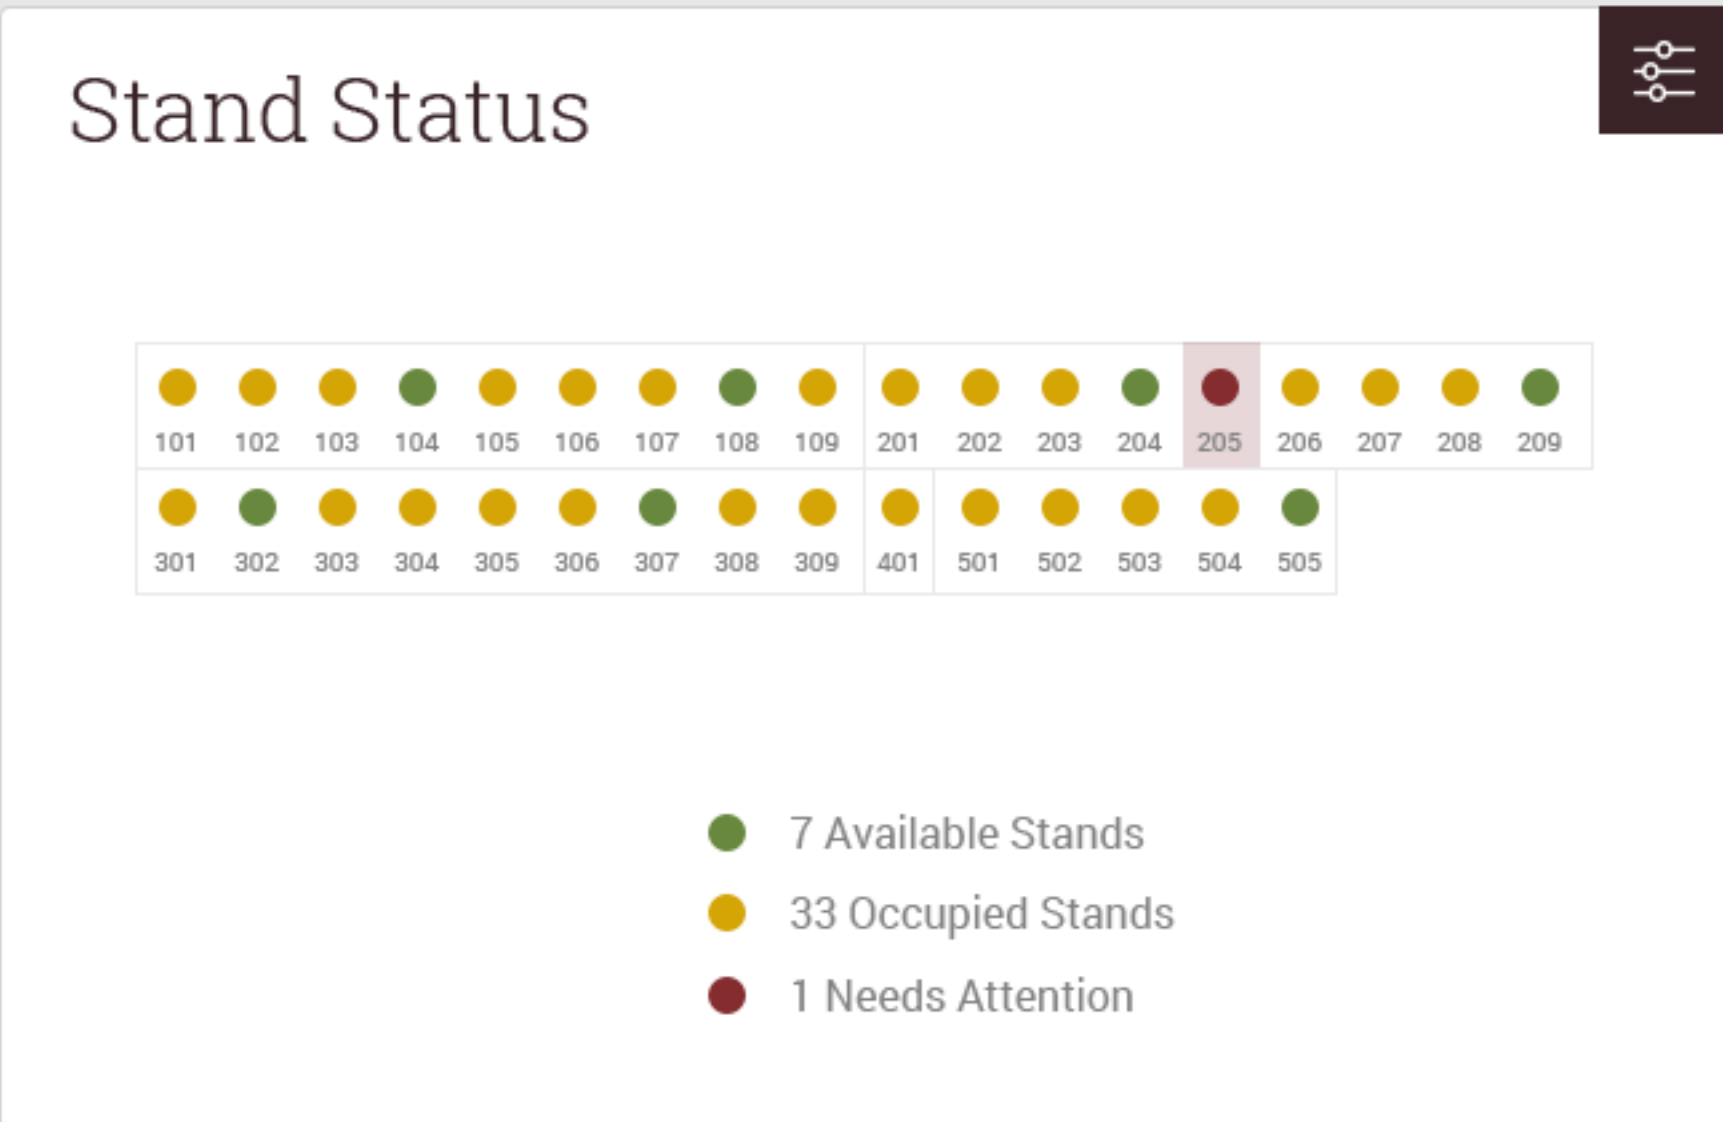 Stand Status
101 102 103 104 105 106 107 108 109 201 202 203 204 205 206 207 208 209
301 302 303 304 305 306 307 308 309 401 501 502 503 504 505
7 Available Stands
33 Occupied Stands
1 Needs Attention